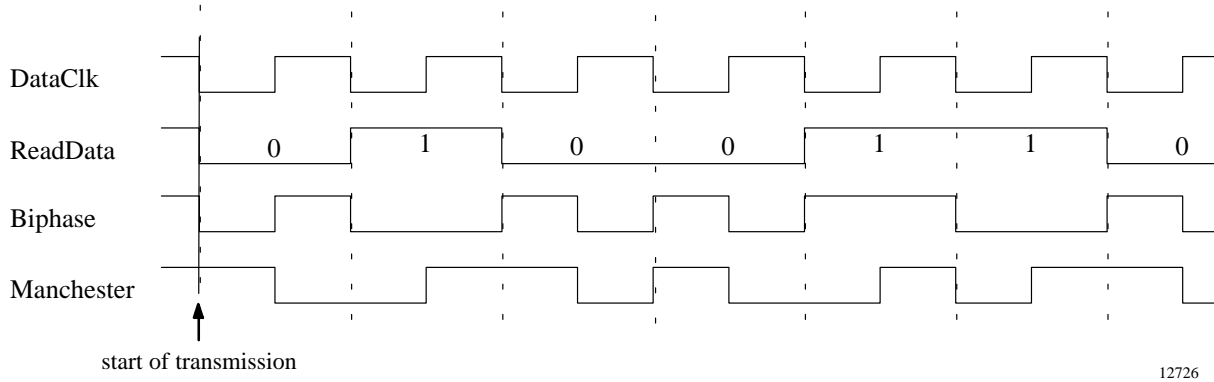 DataClk
ReadData 0 1 0 0 1 1 0
Biphase
Manchester
start of transmission
12726